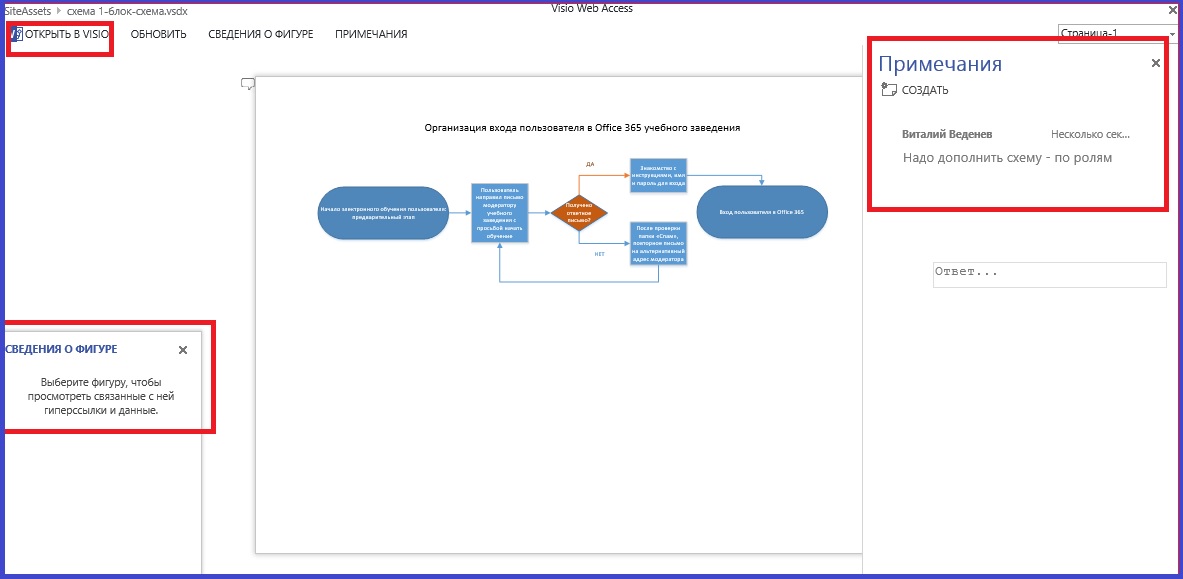 SiteAssets схема 1-блок-схема.vsdx
Visio Web Access
ОТКРЫТЬ В VISIO ОБНОВИТЬ СВЕДЕНИЯ О ФИГУРЕ ПРИМЕЧАНИЯ
Страница-1
Примечания
СОЗДАТЬ
Виталий Веденев Несколько сек...
Надо дополнить схему - по ролям
Ответ...
Организация входа пользователя в Office 365 учебного заведения
Начало электронного обучения пользователя:
предварительный этап
Пользователь
направил письмо
модератору
учебного
заведения с
просьбой начать
обучение
Получено
ответное
письмо?
ДА
Знакомство с
инструкциями, имя
и пароль для входа
НЕТ
После проверки
папки «Спам»,
повторное письмо
на альтернативный
адрес модератора
Вход пользователя в Office 365
СВЕДЕНИЯ О ФИГУРЕ
Выберите фигуру, чтобы
просмотреть связанные с ней
гиперссылки и данные.